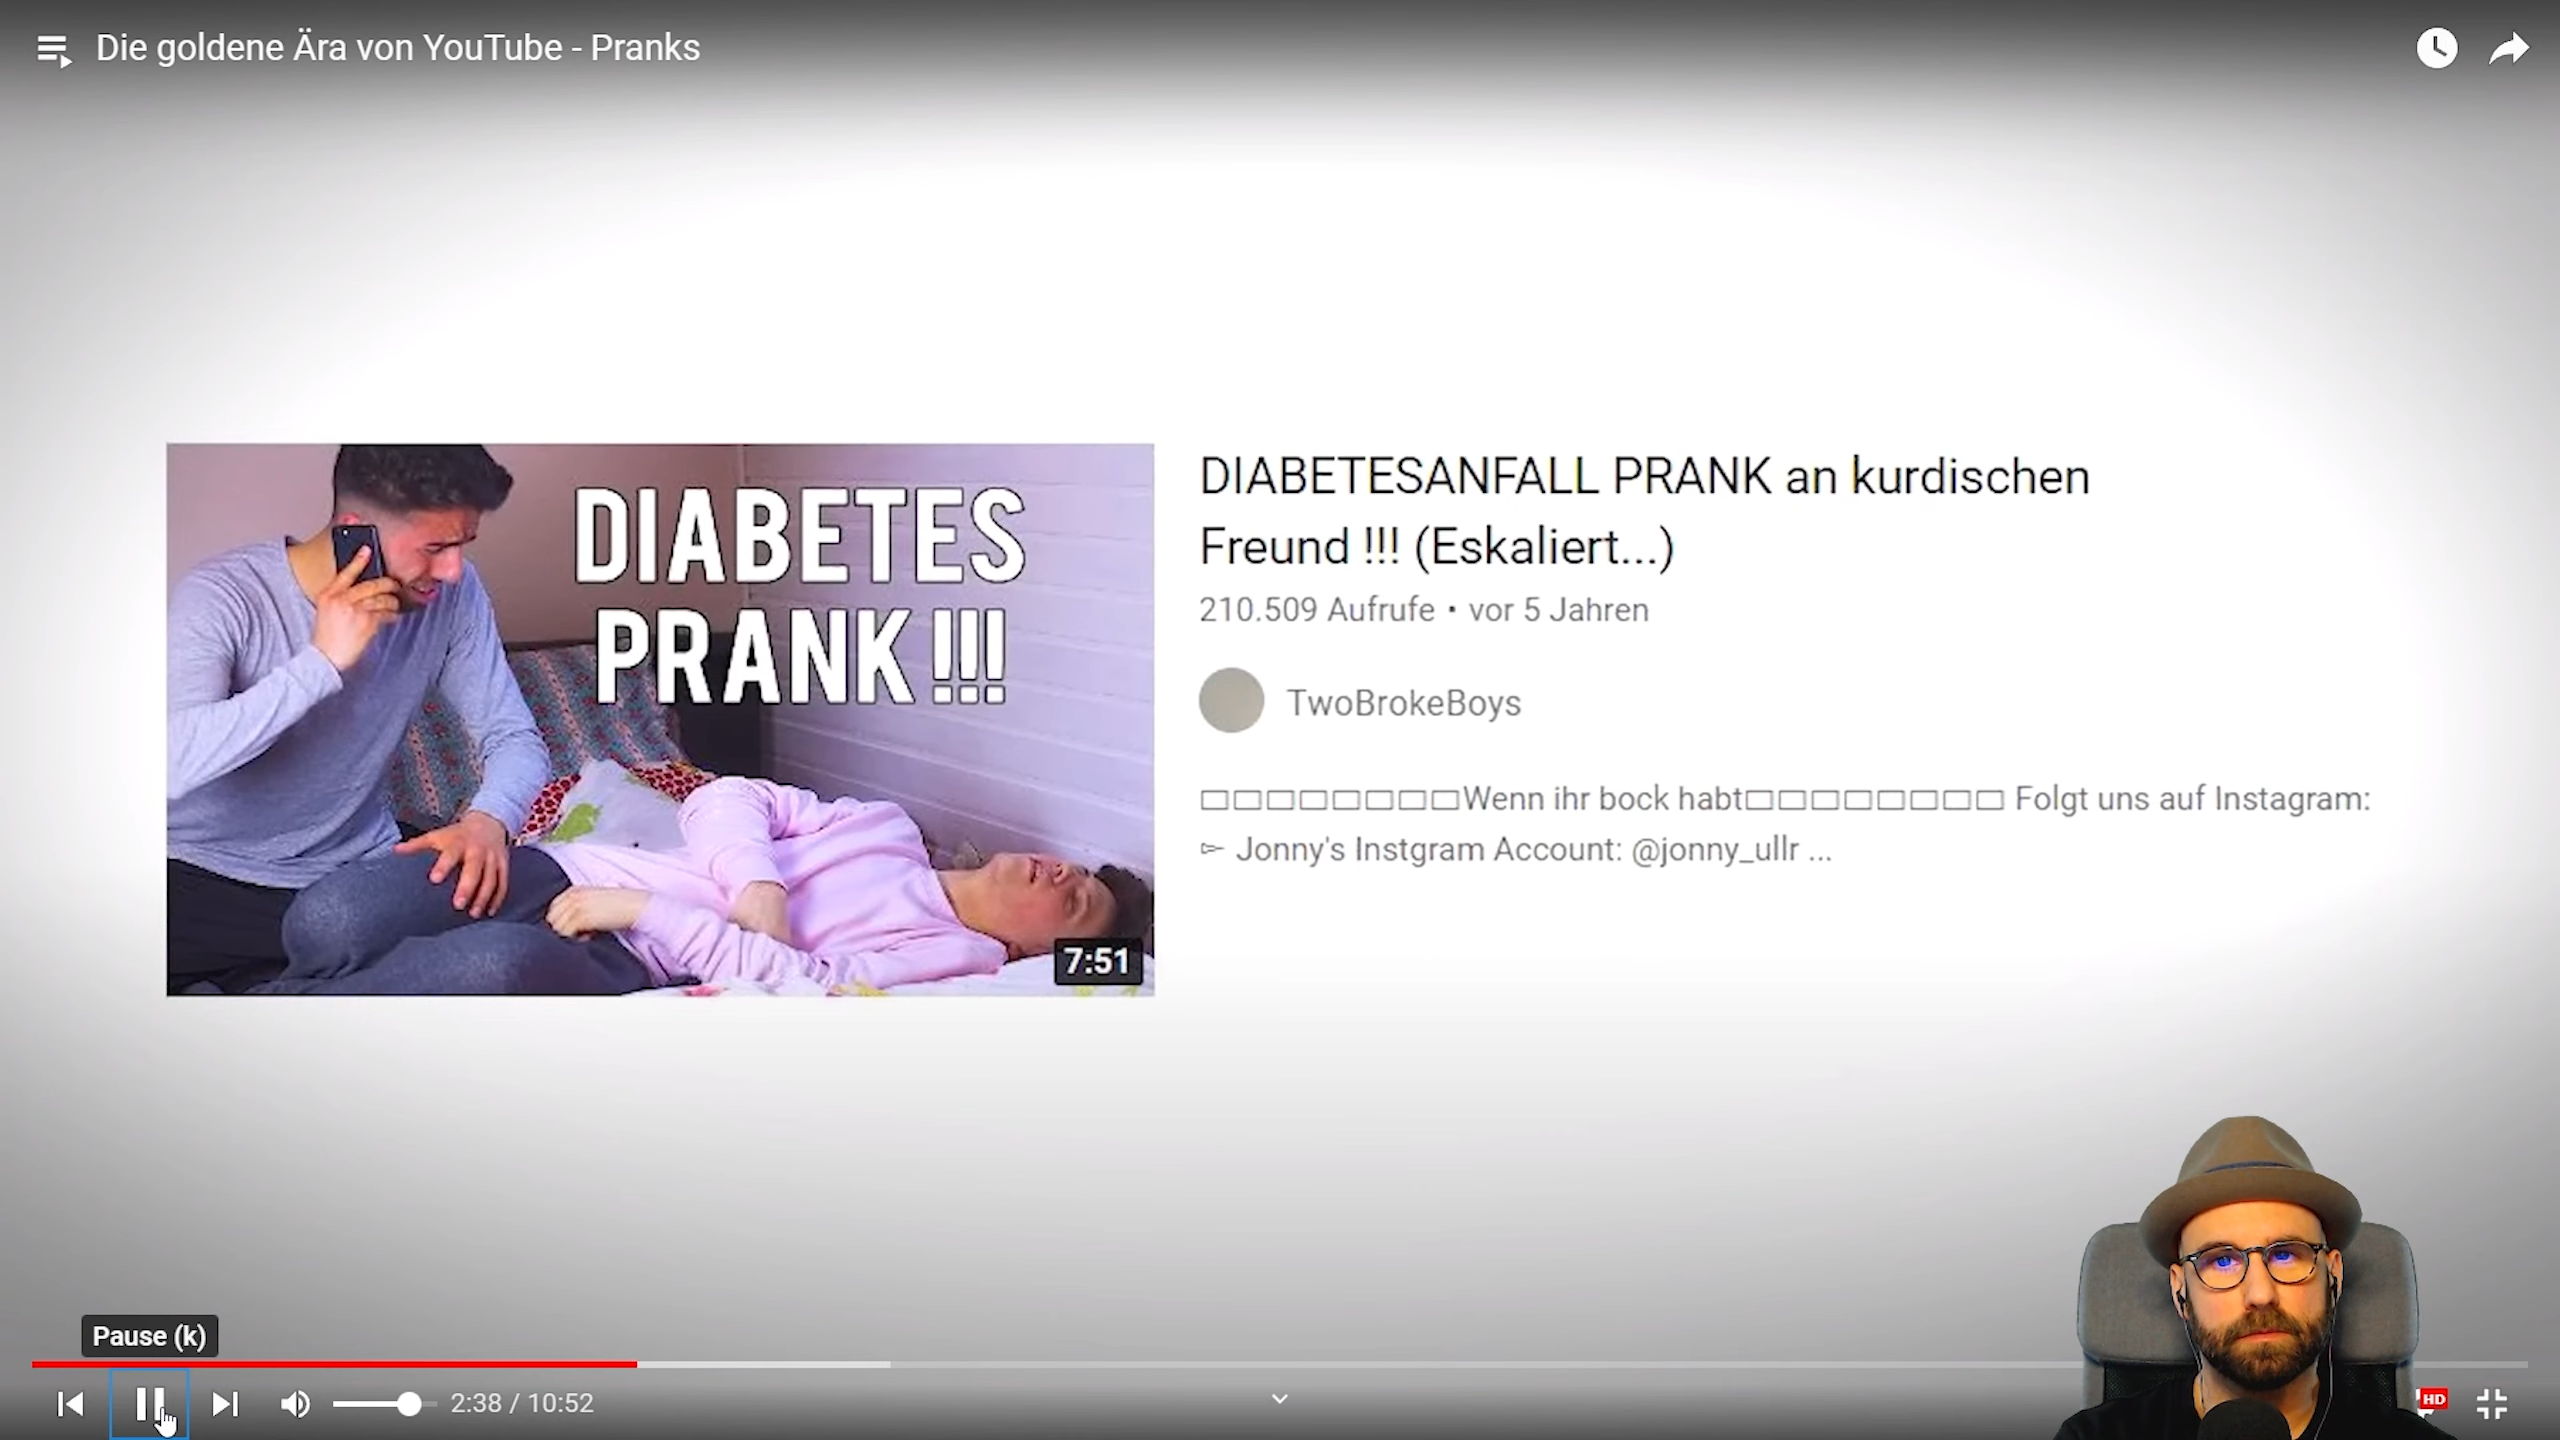 Die goldene Ära von YouTube - Pranks
DIABETES
PRANK!!!
7:51
DIABETESANFALL PRANK an kurdischen
Freund !!! (Eskaliert...)
210.509 Aufrufe • vor 5 Jahren
TwoBrokeBoys
□□□□□□□□Wenn ihr bock habt□□□□□□□□ Folgt uns auf Instagram:
► Jonny's Instgram Account: @jonny_ullr ...
Pause (k)
2:38 / 10:52
HD